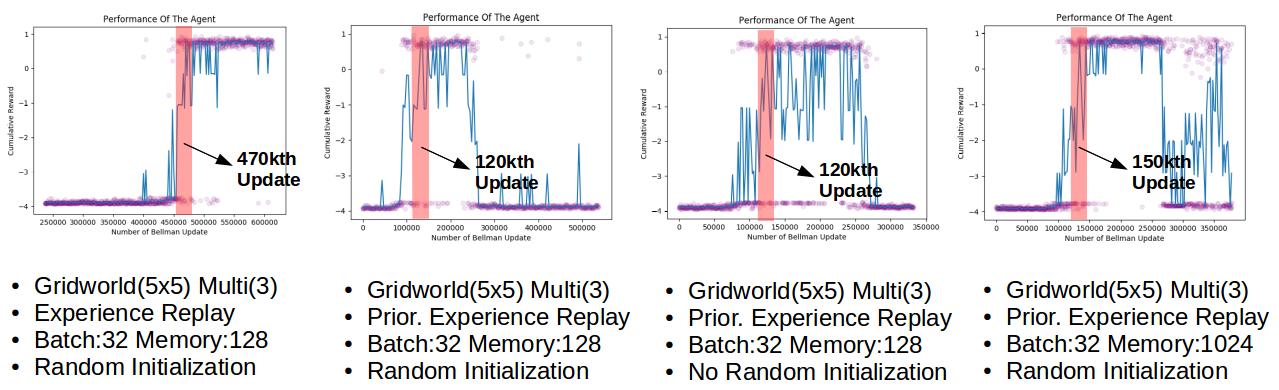 Performance Of The Agent
1
0
−1
−2
−3
−4
Cumulative Reward
2500000
3000000
350000
400000
450000
500000
550000
600000
Number of Bellman Update
470kth
Update
• Gridworld(5x5) Multi(3)
• Experience Replay
• Batch:32 Memory:128
• Random Initialization
Performance Of The Agent
1
0
−1
−2
−3
−4
Cumulative Reward
0
100000
200000
300000
400000
500000
Number of Bellman Update
120kth
Update
• Gridworld(5x5) Multi(3)
• Prior. Experience Replay
• Batch:32 Memory:128
• Random Initialization
Performance Of The Agent
1
0
−1
−2
−3
−4
Cumulative Reward
0
50000
100000
150000
200000
250000
300000
350000
Number of Bellman Update
120kth
Update
• Gridworld(5x5) Multi(3)
• Prior. Experience Replay
• Batch:32 Memory:128
• No Random Initialization
Performance Of The Agent
1
0
−1
−2
−3
−4
Cumulative Reward
0
50000
100000
150000
200000
250000
300000
350000
Number of Bellman Update
150kth
Update
• Gridworld(5x5) Multi(3)
• Prior. Experience Replay
• Batch:32 Memory:1024
• Random Initialization